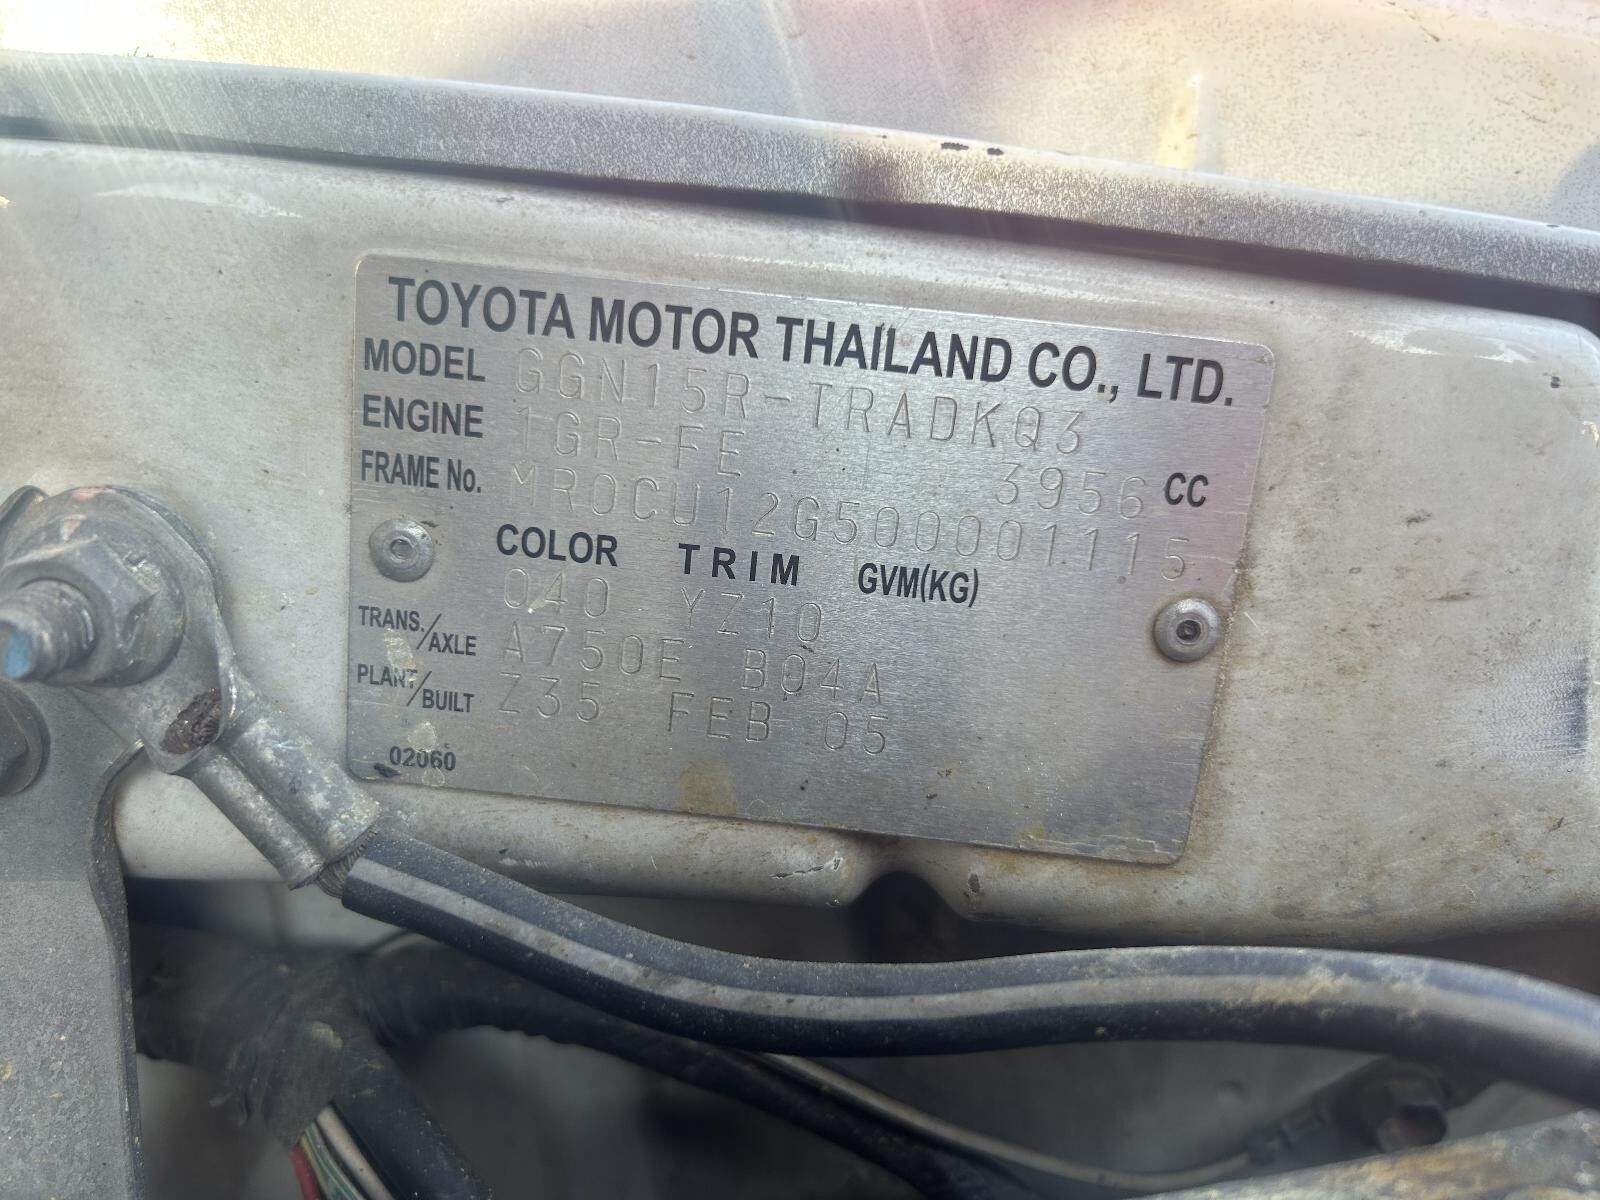 TOYOTA MOTOR THAILAND CO., LTD.
MODEL GGN15R-TRADKQ3
ENGINE 1GR-FE 3956 CC
FRAME No. MR0CU12G500001115
COLOR TRIM GVM(KG)
040 YZ10
TRANS./AXLE A750E B04A
PLANT/BUILT Z35 FEB 05
02060